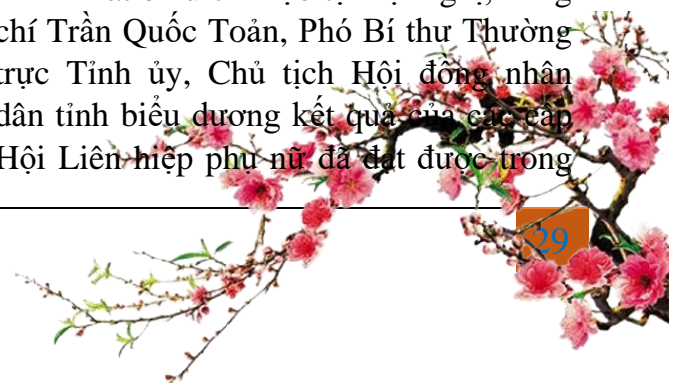 chí Trần Quốc Toản, Phó Bí thư Thường
trực Tỉnh ủy, Chủ tịch Hội đồng nhân
dân tỉnh biểu dương kết quả của các cấp
Hội Liên hiệp phụ nữ đã đạt được trong
29